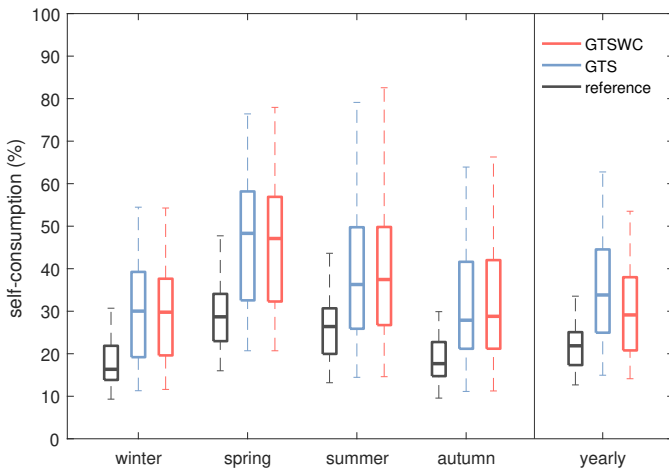 100
90
80
70
60
50
40
30
20
10
0
self-consumption (%)
GTSWC
GTS
reference
winter spring summer autumn yearly